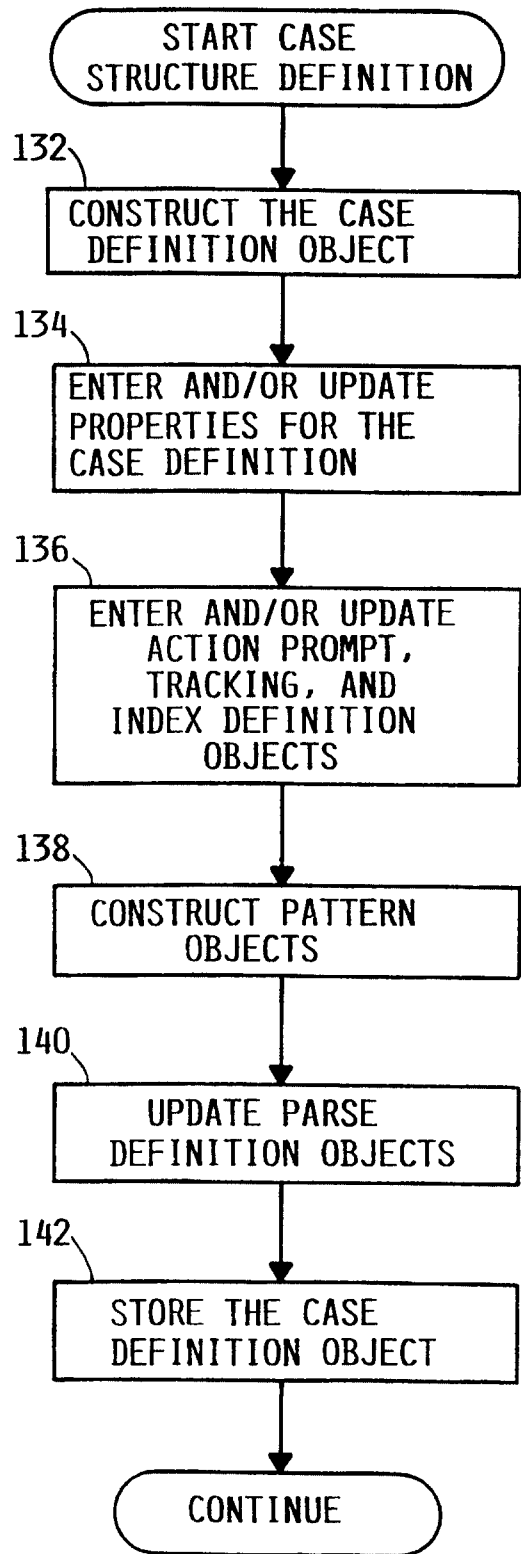 START CASE
STRUCTURE DEFINITION
132
CONSTRUCT THE CASE
DEFINITION OBJECT
134
ENTER AND/OR UPDATE
PROPERTIES FOR THE
CASE DEFINITION
136
ENTER AND/OR UPDATE
ACTION PROMPT,
TRACKING, AND
INDEX DEFINITION
OBJECTS
138
CONSTRUCT PATTERN
OBJECTS
140
UPDATE PARSE
DEFINITION OBJECTS
142
STORE THE CASE
DEFINITION OBJECT
CONTINUE